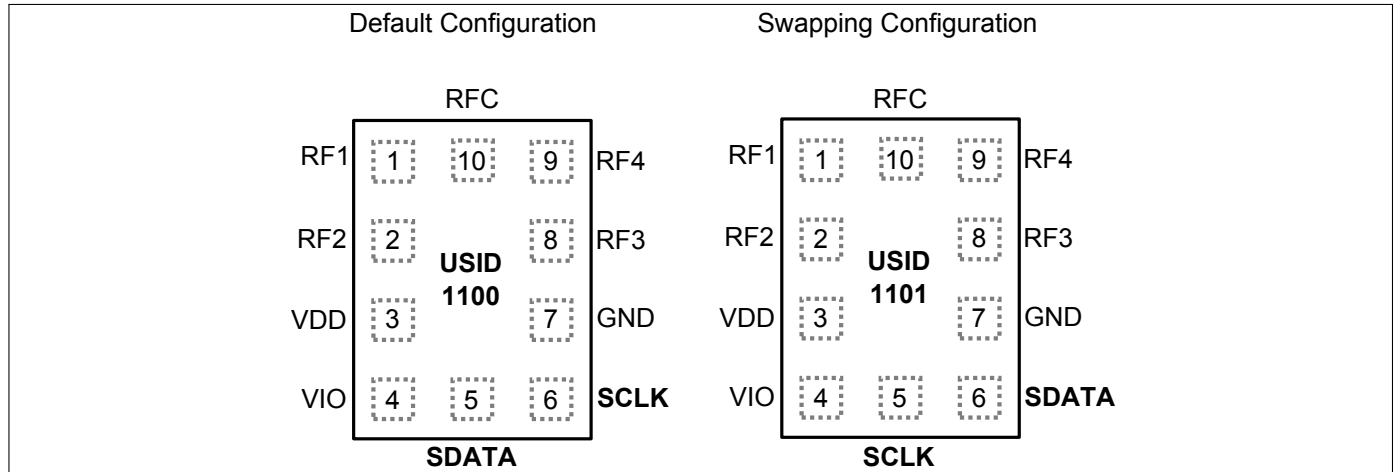 Default Configuration
Swapping Configuration
RFC
RF1 1 10 9 RF4
RF2 2 8 RF3
USID
1100
VDD 3 7 GND
VIO 4 5 6 SCLK
SDATA
RFC
RF1 1 10 9 RF4
RF2 2 8 RF3
USID
1101
VDD 3 7 GND
VIO 4 5 6 SDATA
SCLK